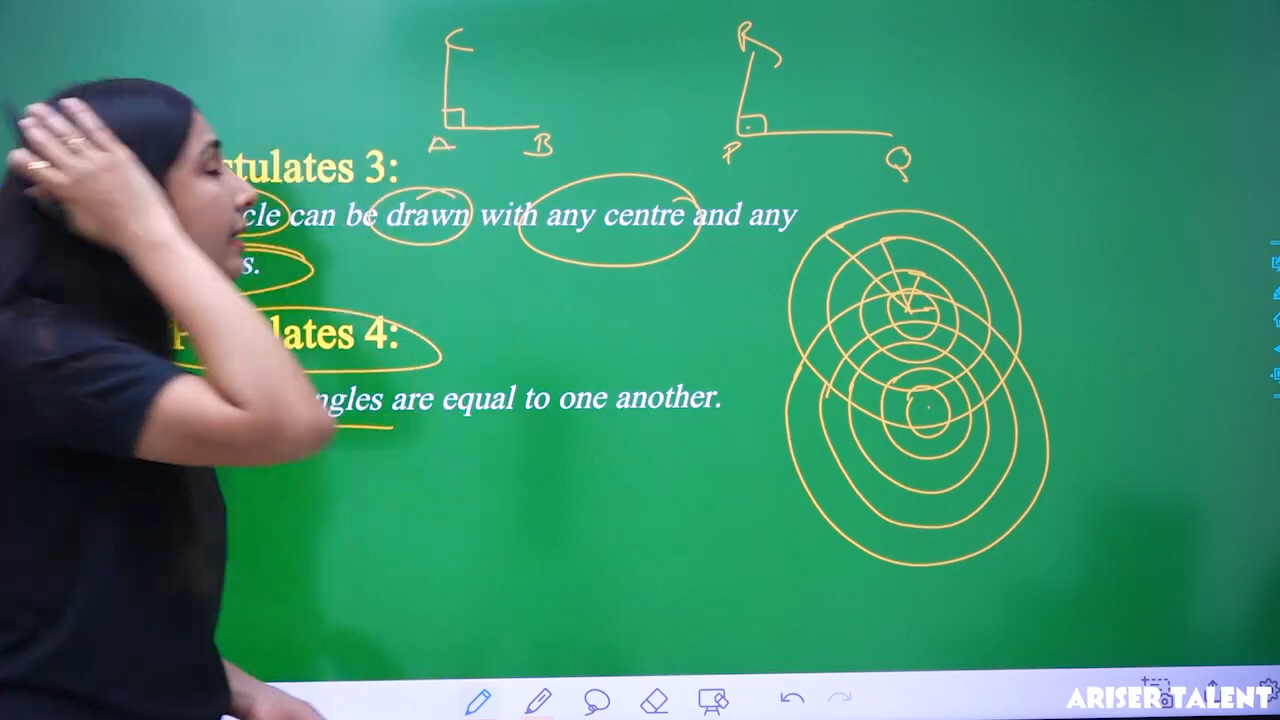 C
R
A
B
P
Q
stulates 3:
cle can be drawn with any centre and any
s.
P lates 4:
ngles are equal to one another.
ARISER TALENT